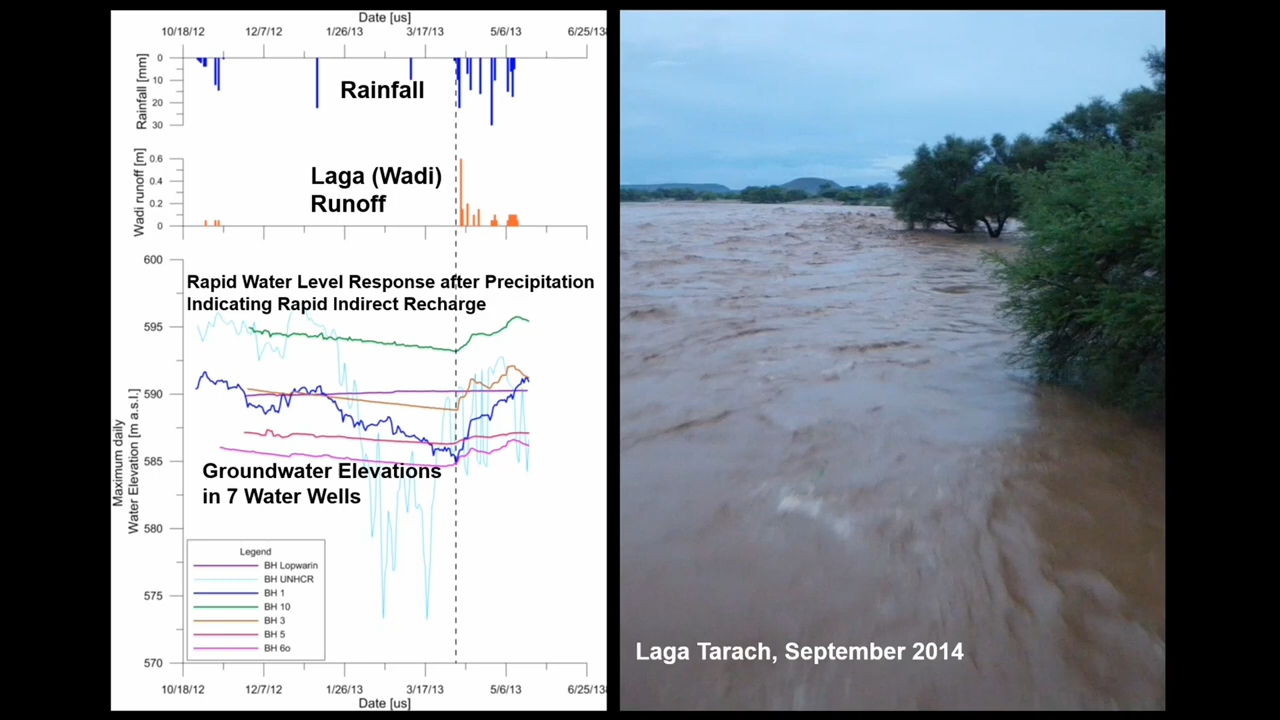 Date [us]
10/18/12 12/7/12 1/26/13 3/17/13 5/6/13 6/25/13
Rainfall [mm]
0
10
20
30
Rainfall
Wadi runoff [m]
0.6
0.4
0.2
0
Laga (Wadi)
Runoff
Maximum daily
Water Elevation [m a.s.l.]
600
595
590
585
580
575
570
Rapid Water Level Response after Precipitation
Indicating Rapid Indirect Recharge
Groundwater Elevations
in 7 Water Wells
Legend
BH Lopwarin
BH UNHCR
BH 1
BH 10
BH 3
BH 5
BH 6o
10/18/12 12/7/12 1/26/13 3/17/13 5/6/13 6/25/13
Date [us]
Laga Tarach, September 2014